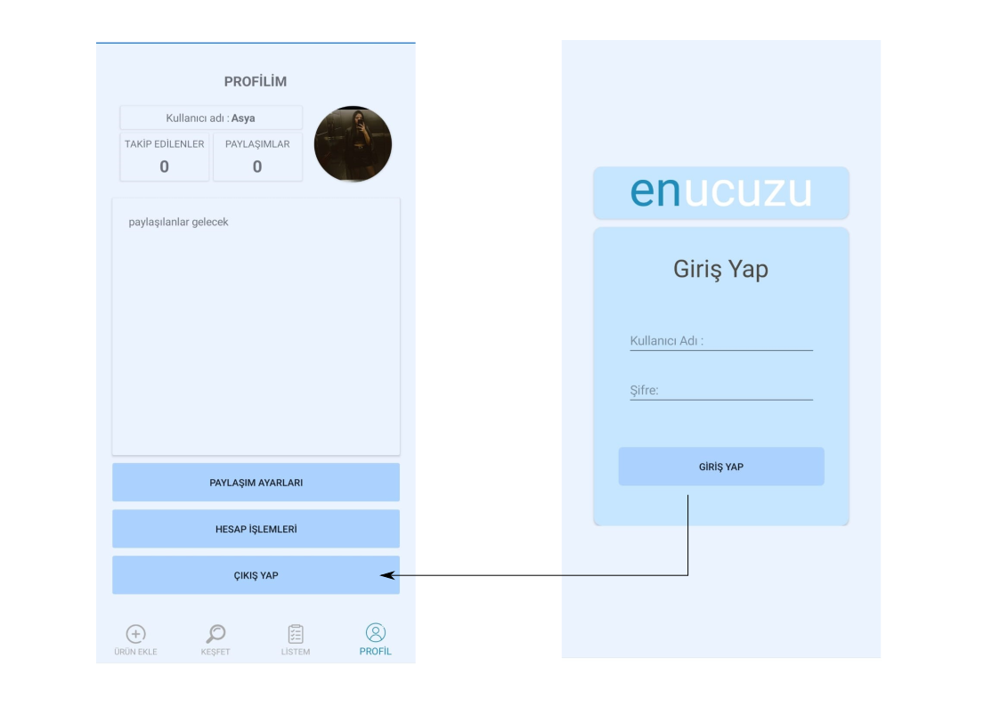 PROFİLİM
Kullanıcı adı : Asya
TAKİP EDİLENLER
0
PAYLAŞIMLAR
0
paylaşılanlar gelecek
PAYLAŞIM AYARLARI
HESAP İŞLEMLERİ
ÇIKIŞ YAP
ÜRÜN EKLE
KEŞFET
LİSTEM
PROFİL
enucuzu
Giriş Yap
Kullanıcı Adı :
Şifre:
GİRİŞ YAP